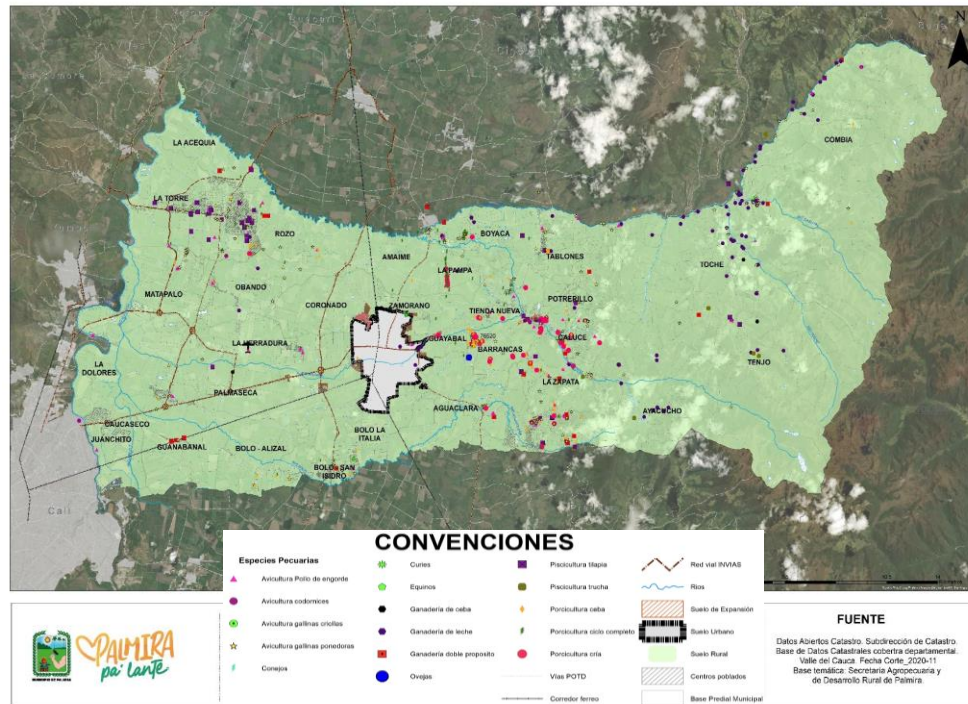 N
COMBIA
LA ACEQUIA
LA TORRE
ROZO
BOYACA
AMAIME
TABLONES
TOCHE
LA PAMPA
MATAPALO
OBANDO
POTRERILLO
CORONADO
ZAMORANO
TIENDA NUEVA
GUAYABAL
CALUCE
LA HERRADURA
BARRANCAS
LA DOLORES
TENJO
PALMASECA
LA ZAPATA
AGUACLARA
AYACUCHO
CAUCASECO
JUANCHITO
GUANABANAL
BOLO LA
ITALIA
BOLO - ALIZAL
BOLO - SAN
ISIDRO
Cali
CONVENCIONES
Especies Pecuarias
Avicultura Pollo de engorde
Avicultura codornices
Avicultura gallinas criollas
Avicultura gallinas ponedoras
Conejos
Curies
Equinos
Ganadería de ceba
Ganadería de leche
Ganadería doble proposito
Ovejas
Piscicultura tilapia
Piscicultura trucha
Porcicultura ceba
Porcicultura ciclo completo
Porcicultura cría
Vías POTD
Corredor ferreo
Red vial INVIAS
Rios
Suelo de Expansión
Suelo Urbano
Suelo Rural
Centros poblados
Base Predial Municipal
PALMIRA
pa' lante
FUENTE
Datos Abiertos Catastro. Subdirección de Catastro.
Base de Datos Catastrales cobertra departamental.
Valle del Cauca. Fecha Corte_2020-11
Base temática: Secretaría Agropecuaria y
de Desarrollo Rural de Palmira.